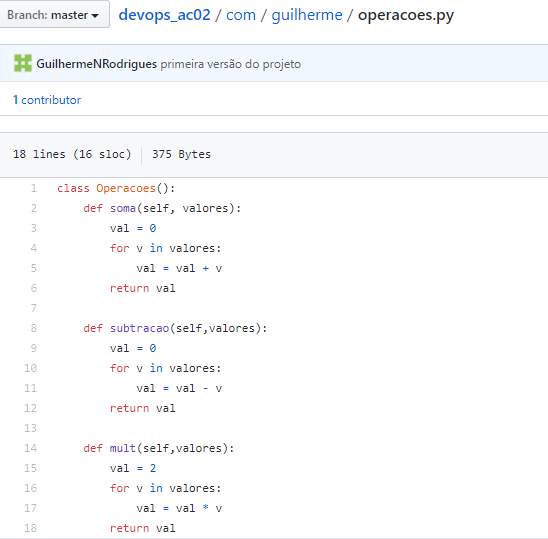 Branch: master devops_ac02 / com / guilherme / operacoes.py
GuilhermeNRodrigues primeira versão do projeto
1 contributor
18 lines (16 sloc) 375 Bytes
1 class Operacoes():
2     def soma(self, valores):
3         val = 0
4         for v in valores:
5             val = val + v
6         return val
7
8     def subtracao(self,valores):
9         val = 0
10         for v in valores:
11             val = val - v
12         return val
13
14     def mult(self,valores):
15         val = 2
16         for v in valores:
17             val = val * v
18         return val